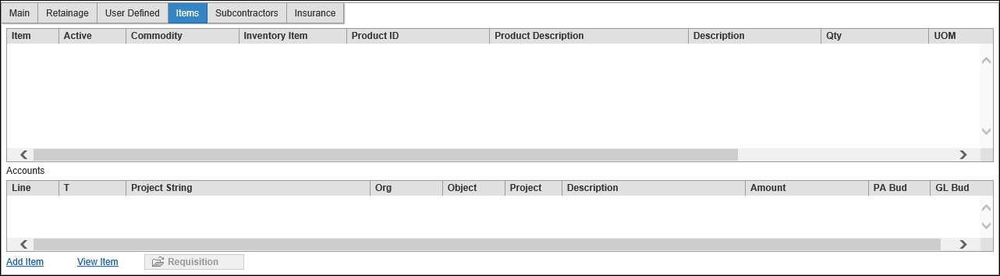 Main Retainage User Defined Items Subcontractors Insurance
Item Active Commodity Inventory Item Product ID Product Description Description Qty UOM
Accounts
Line T Project String Org Object Project Description Amount PA Bud GL Bud
Add Item View Item Requisition